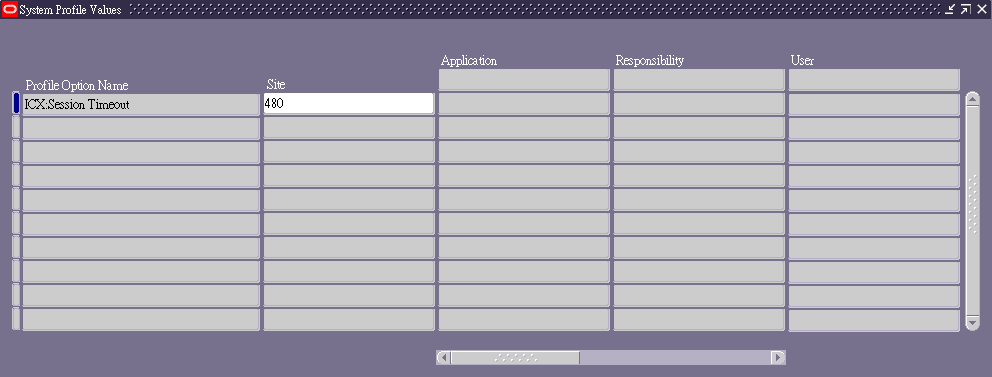 System Profile Values
Application Responsibility User
Profile Option Name Site
ICX:Session Timeout 480